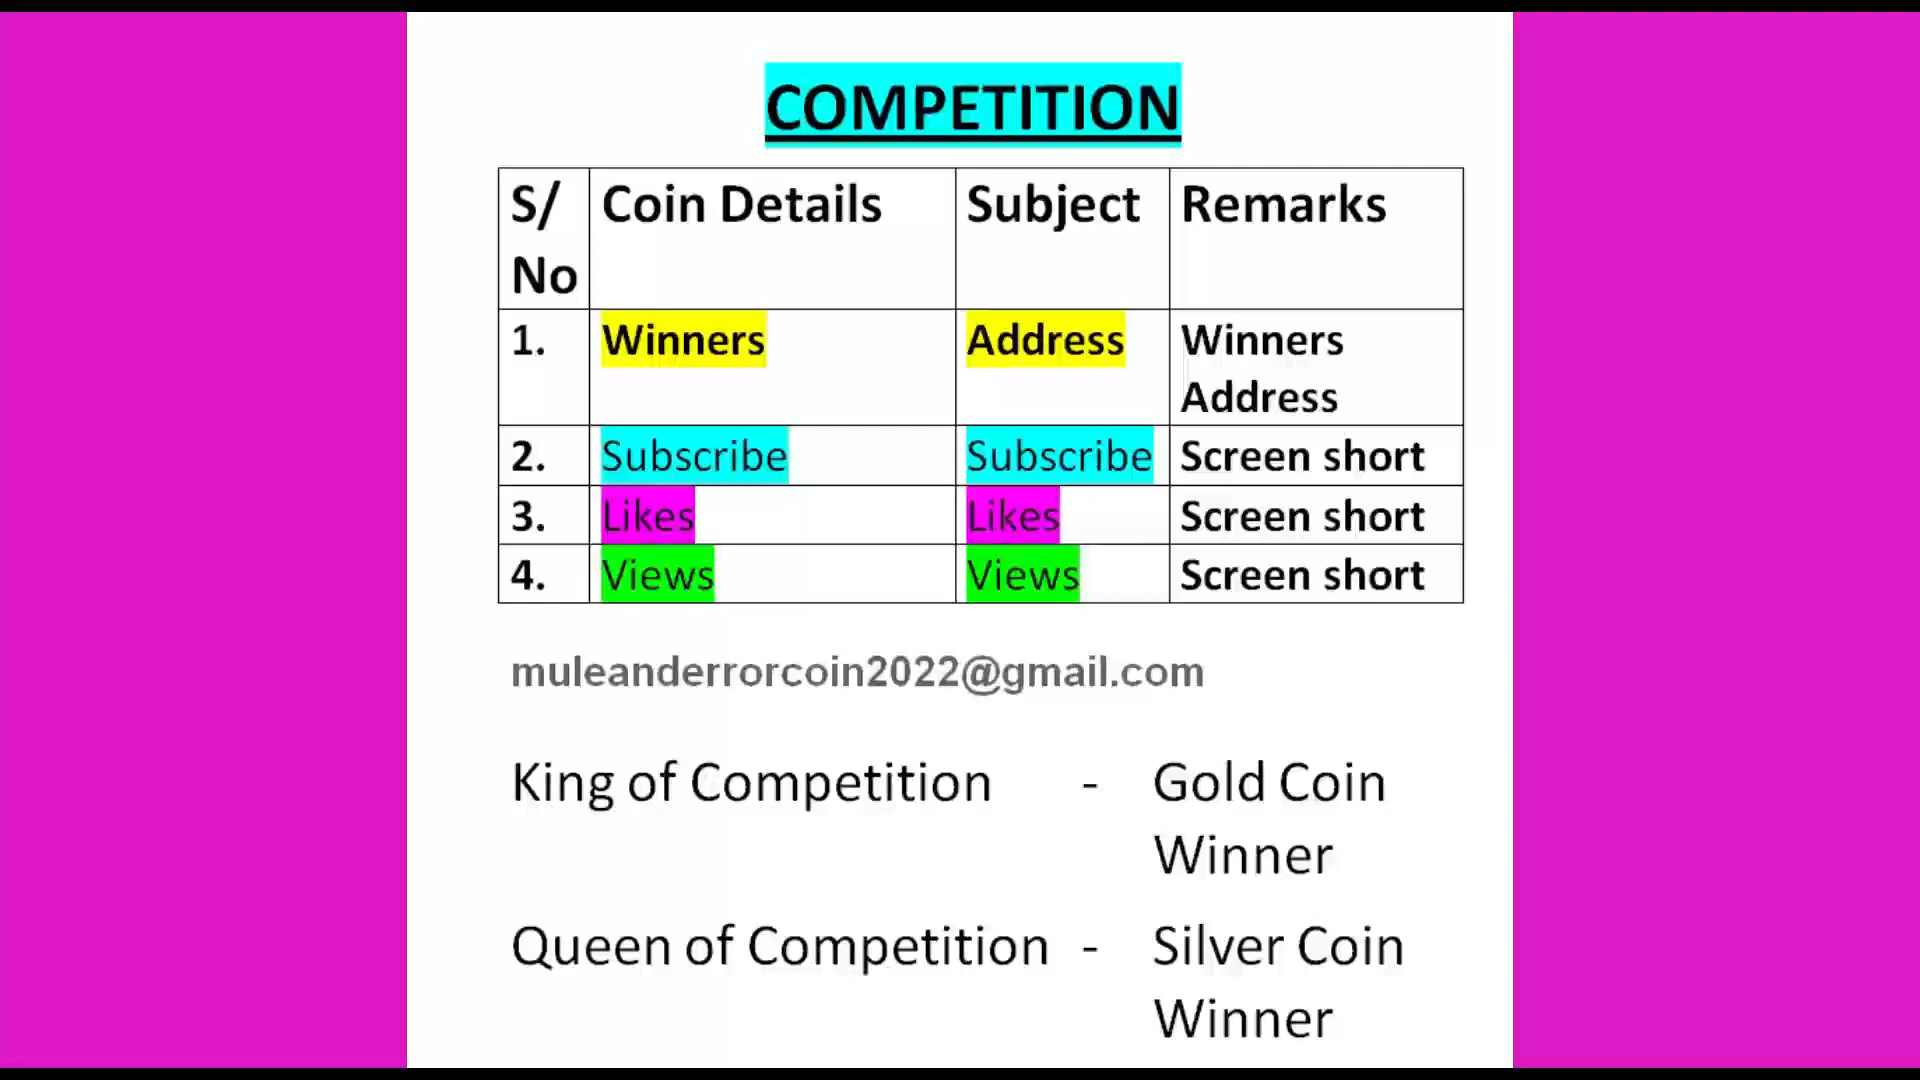 COMPETITION
S/ Coin Details Subject Remarks
No
1. Winners Address Winners
Address
2. Subscribe Subscribe Screen short
3. Likes Likes Screen short
4. Views Views Screen short
muleanderrorcoin2022@gmail.com
King of Competition - Gold Coin
Winner
Queen of Competition - Silver Coin
Winner